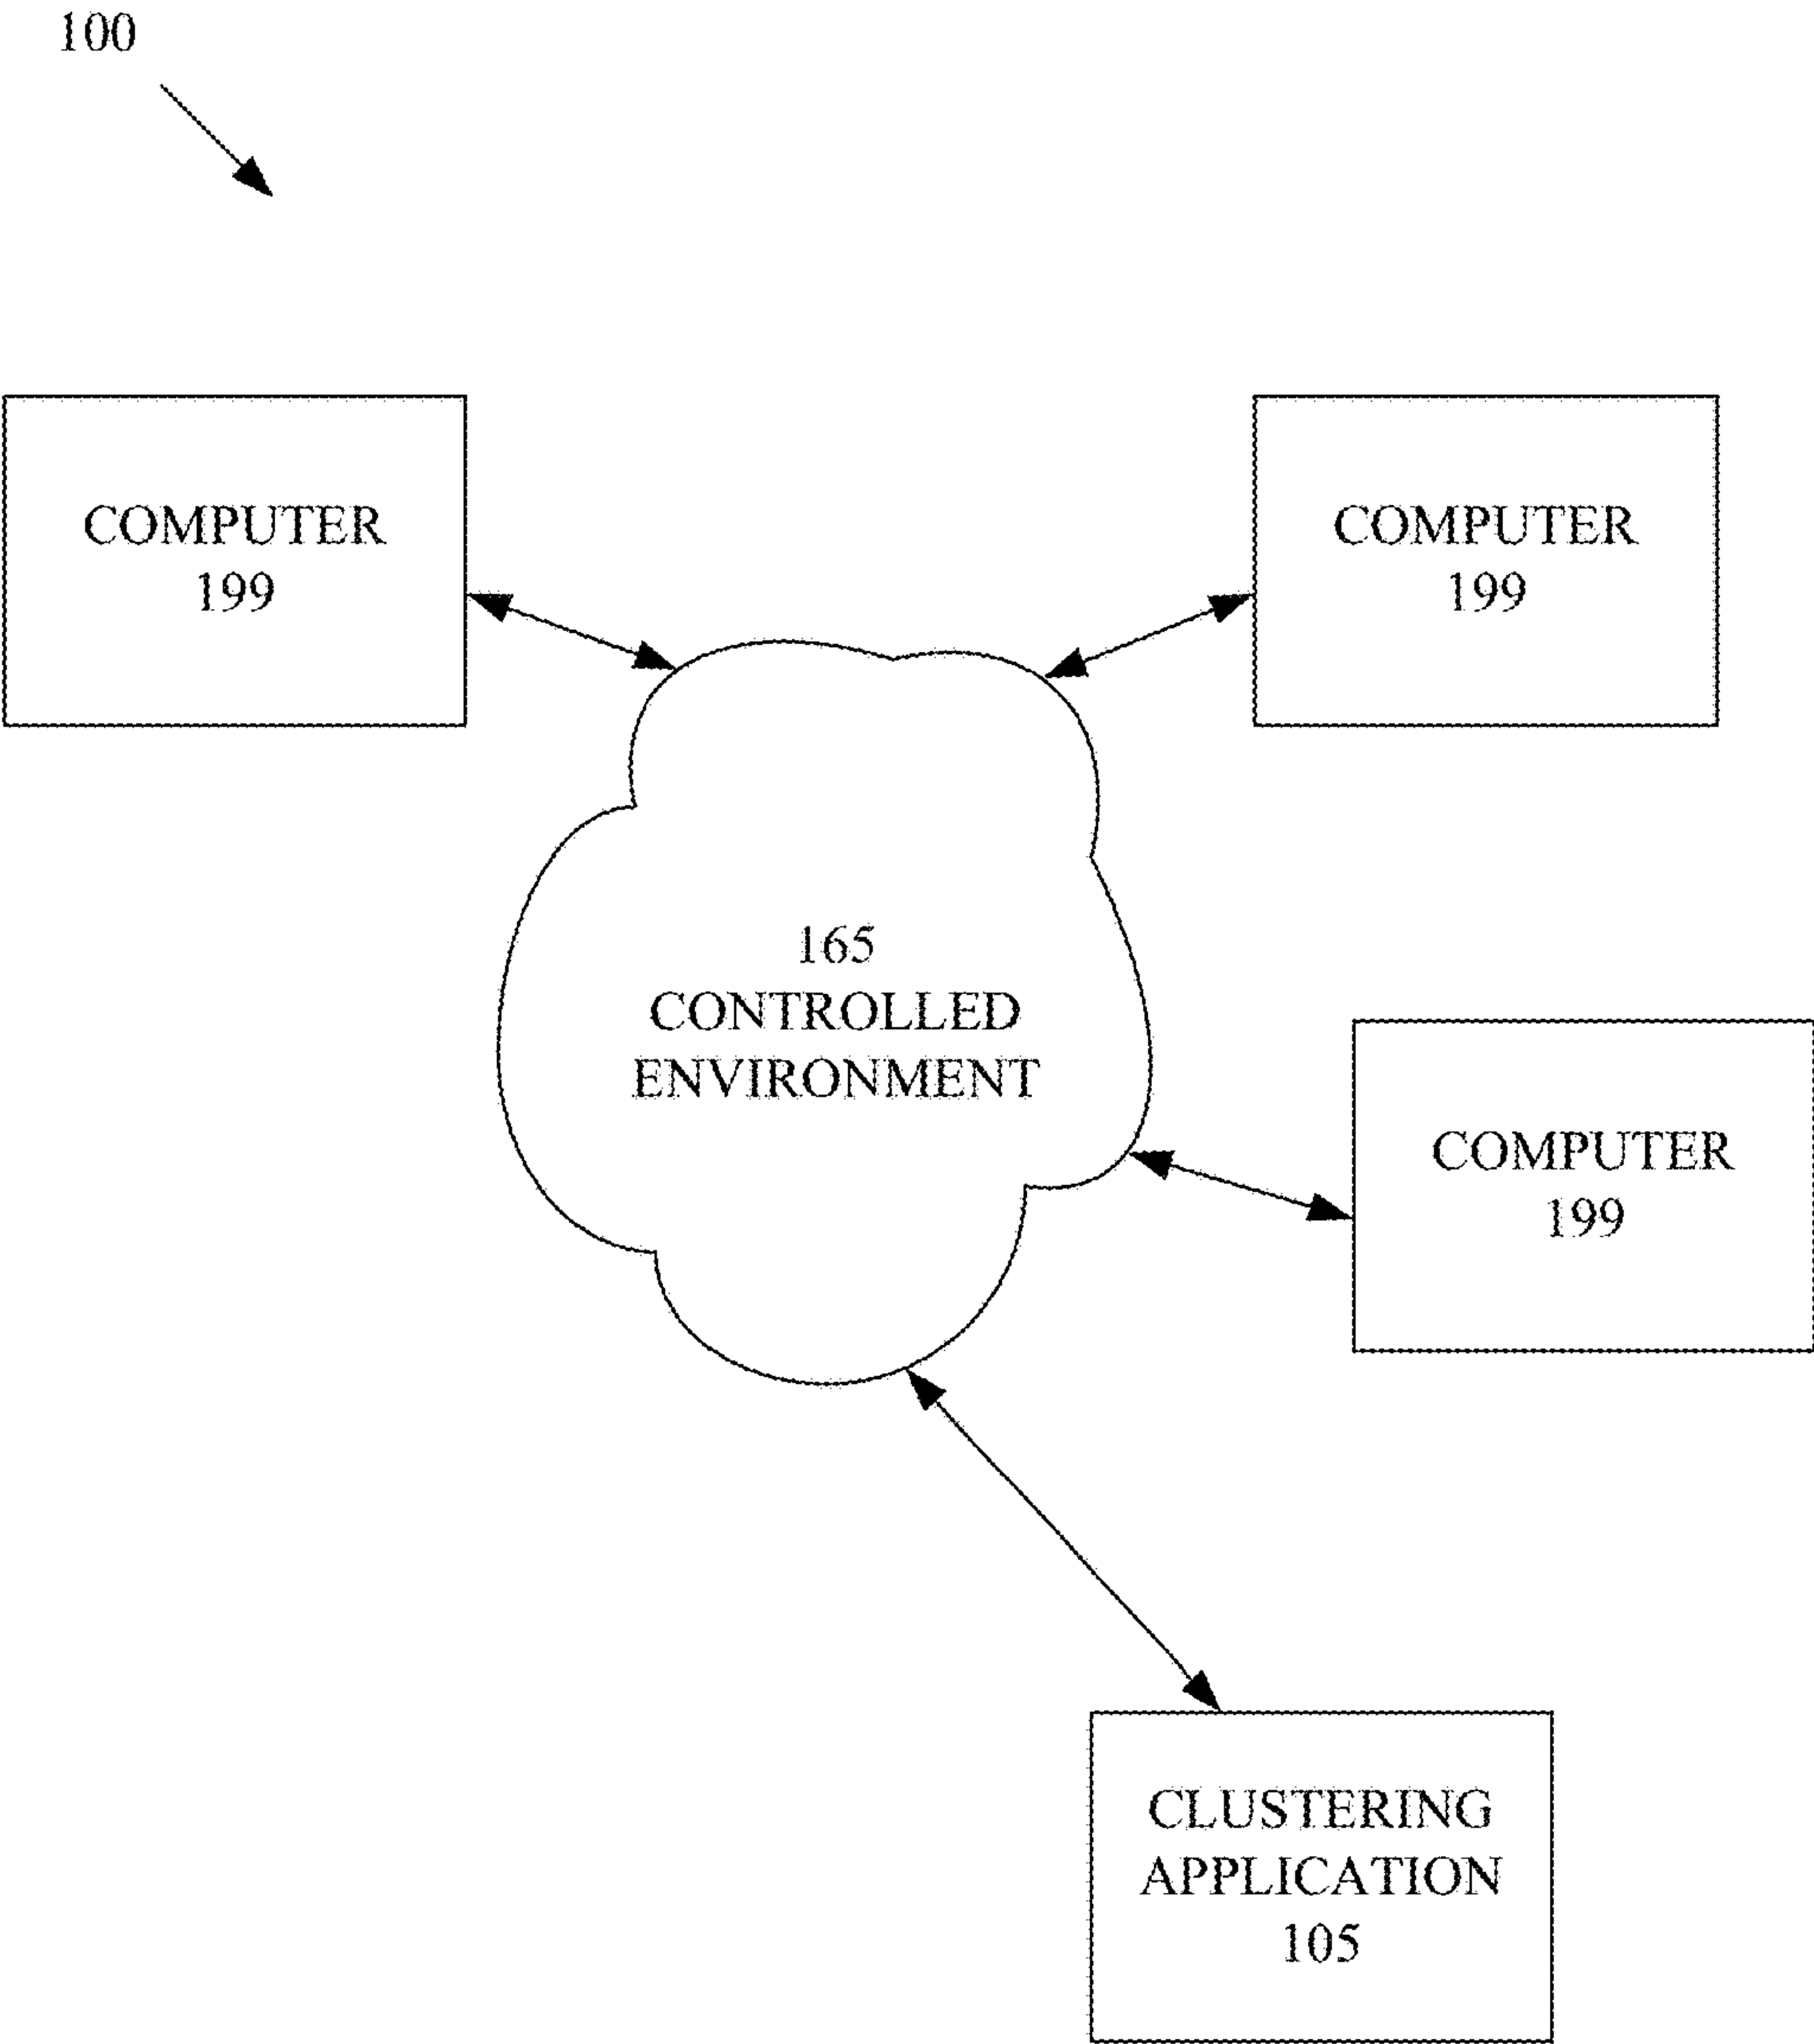 100
COMPUTER
199
COMPUTER
199
165
CONTROLLED
ENVIRONMENT
COMPUTER
199
CLUSTERING
APPLICATION
105